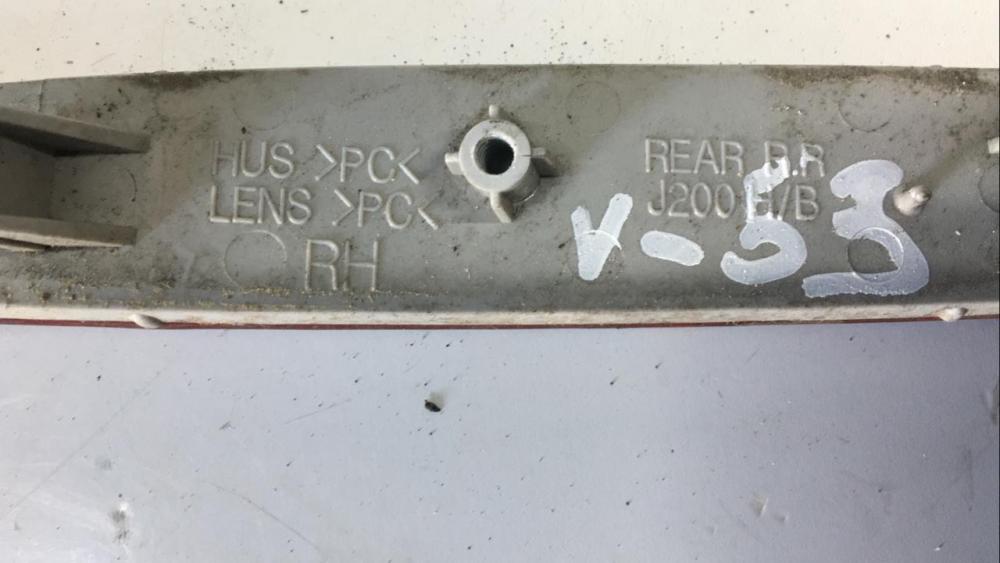 HUS >PC<
LENS >PC<
RH
REAR R.R
J200 H/B
V-53